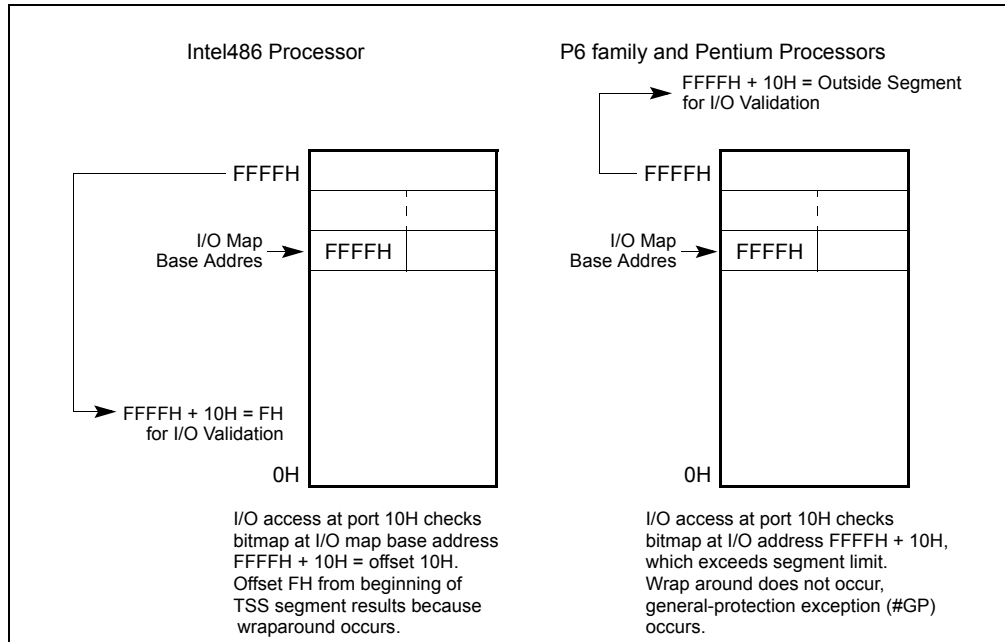 Intel486 Processor
P6 family and Pentium Processors
FFFFH + 10H = Outside Segment
for I/O Validation
FFFFH
FFFFH
I/O Map
Base Addres
FFFFH
I/O Map
Base Addres
FFFFH
FFFFH + 10H = FH
for I/O Validation
0H
0H
I/O access at port 10H checks
bitmap at I/O map base address
FFFFH + 10H = offset 10H.
Offset FH from beginning of
TSS segment results because
wraparound occurs.
I/O access at port 10H checks
bitmap at I/O address FFFFH + 10H,
which exceeds segment limit.
Wrap around does not occur,
general-protection exception (#GP)
occurs.